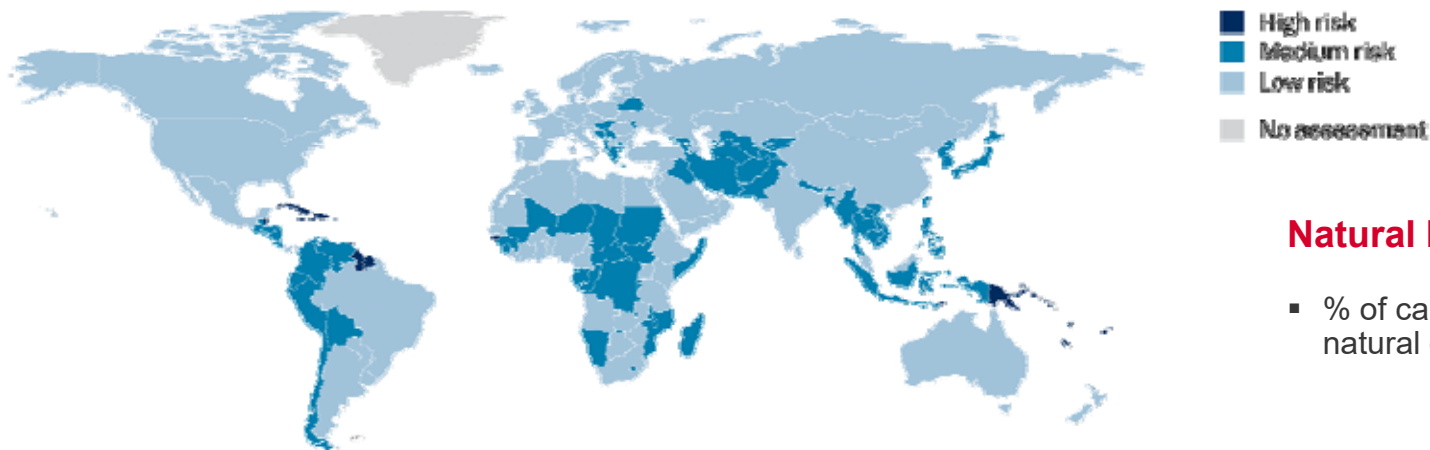 High risk
Medium risk
Low risk
No assessment
Natural
▪ % of ca
natural